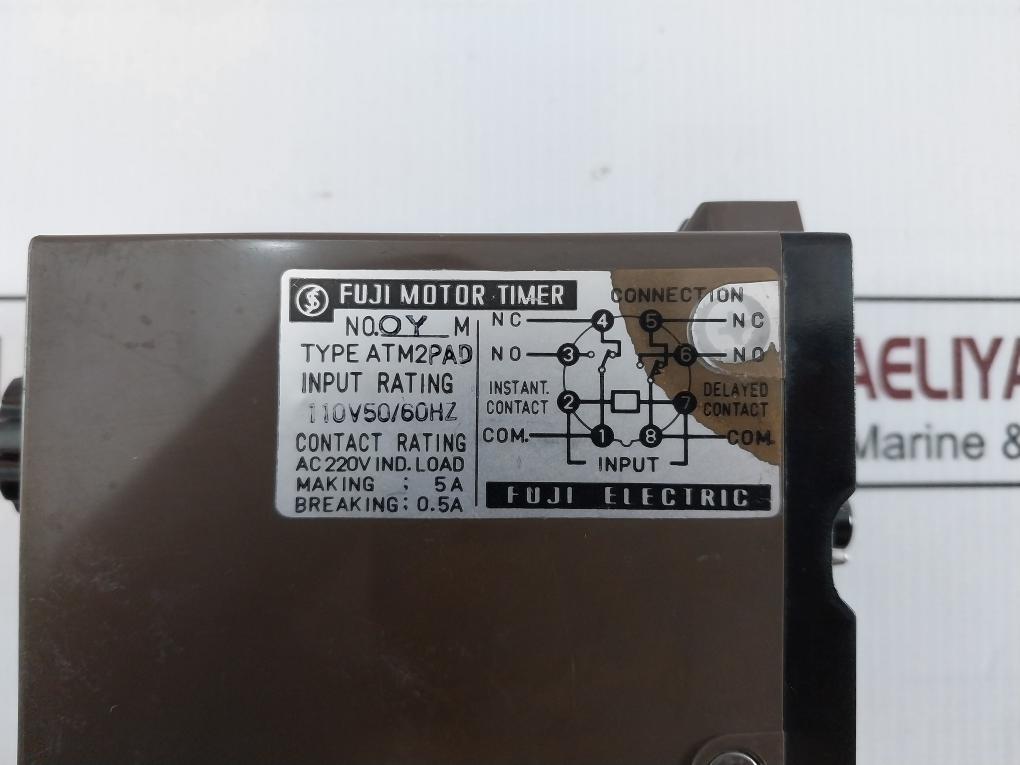 FUJI MOTOR TIMER
NO.OY M
TYPE ATM2PAD
INPUT RATING
110V50/60HZ
CONTACT RATING
AC 220V IND. LOAD
MAKING ; 5A
BREAKING; 0.5A
CONNECTION
NC 4 5 NC
NO 3 6 NO
INSTANT. CONTACT 2 7 DELAYED CONTACT
COM. 1 8 COM.
INPUT
FUJI ELECTRIC
AELIYA
Marine &